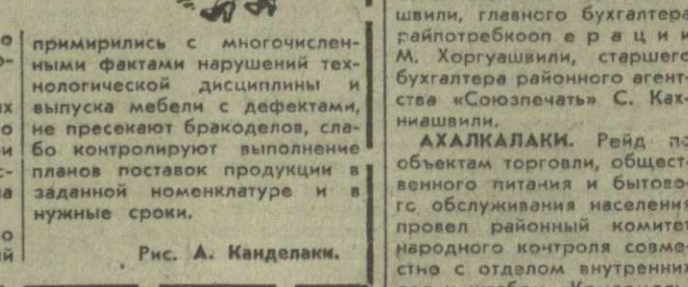 примирились с многочислен-
ными фактами нарушений тех-
нологической дисциплины и
выпуска мебели с дефектами,
не пресекают бракоделов, сла-
бо контролируют выполнение
планов поставок продукции в
заданной номенклатуре и в
нужные сроки.
Рис. А. Канделаки.
швили, главного бухгалтера
райпотребкооп е р а ц и и
М. Хоргуашвили, старшего
бухгалтера районного агент-
ства «Союзпечать» С. Ках-
ниашвили.
АХАЛКАЛАКИ. Рейд по
объектам торговли, общест-
венного питания и бытово-
го обслуживания населения
провел районный комитет
народного контроля совме-
стно с отделом внутренних